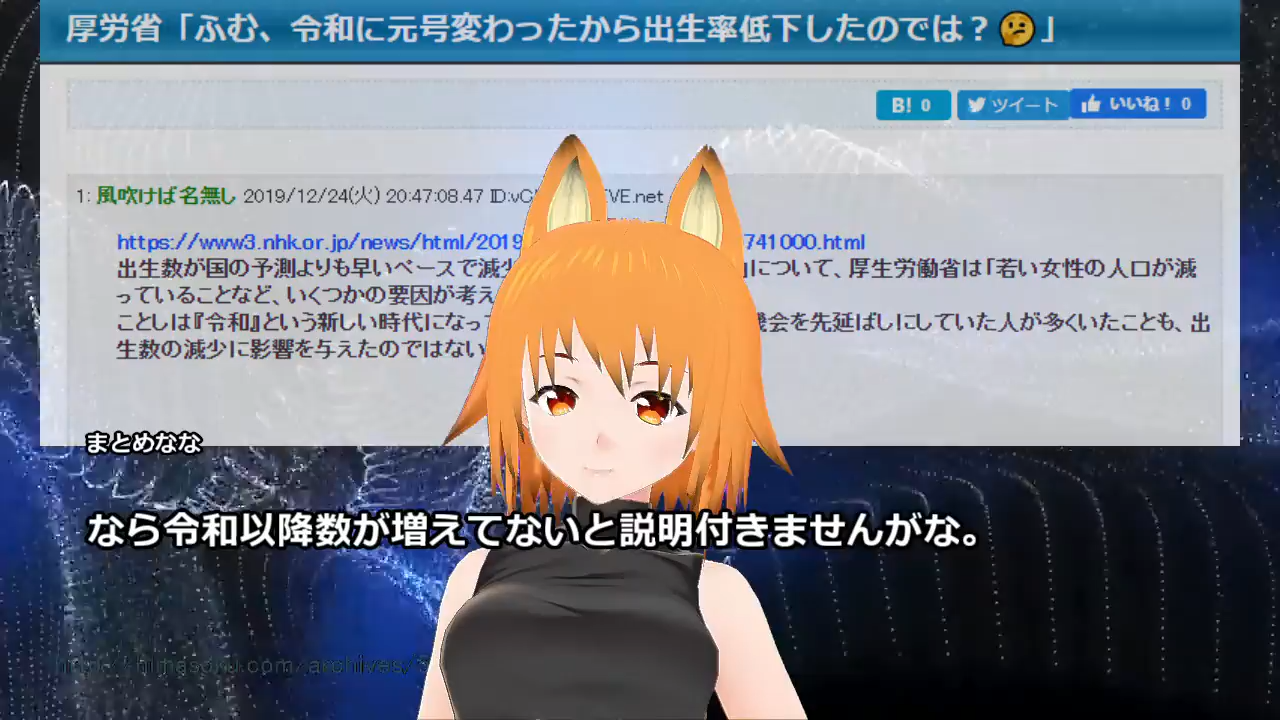 厚労省「ふむ、令和に元号変わったから出生率低下したのでは？🤔」
B! 0 ツイート いいね！ 0
1: 風吹けば名無し 2019/12/24(火) 20:47:08.47 VE.net
https://www3.nhk.or.jp/news/html/2019 741000.html
出生数が国の予測よりも早いペースで減少 について、厚生労働省は「若い女性の人口が減
っていることなど、いくつかの要因が考え
ことしは『令和』という新しい時代になっ 機会を先延ばしにしていた人が多くいたことも、出
生数の減少に影響を与えたのではない
まとめなな
なら令和以降数が増えてないと説明付きませんがな。